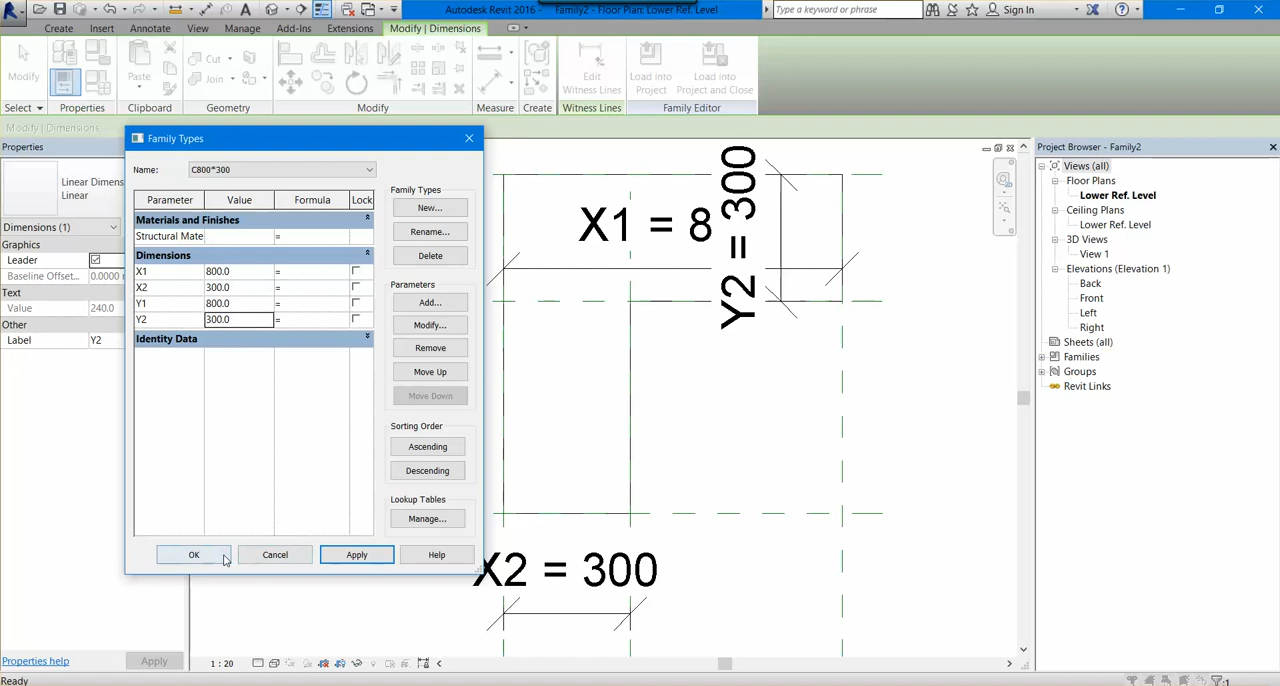 Autodesk Revit 2016 - Family2 - Floor Plan: Lower Ref. Level
Type a keyword or phrase
Sign In
Create
Insert
Annotate
View
Manage
Add-Ins
Extensions
Modify | Dimensions
Modify
Paste
Cut
Join
Edit
Witness Lines
Load into
Project
Load into
Project and Close
Select
Properties
Clipboard
Geometry
Modify
Measure
Create
Witness Lines
Family Editor
Modify | Dimensions
Properties
Linear Dimens
Linear
Dimensions (1)
Graphics
Leader
Baseline Offset...
0.0000 m
Text
Value
240.0
Other
Label
Y2
Properties help
Apply
Ready
Family Types
Name:
C800*300
Parameter
Value
Formula
Lock
Materials and Finishes
Structural Mate
=
Dimensions
X1
800.0
=
X2
300.0
=
Y1
800.0
=
Y2
300.0
=
Identity Data
Family Types
New...
Rename...
Delete
Parameters
Add...
Modify...
Remove
Move Up
Move Down
Sorting Order
Ascending
Descending
Lookup Tables
Manage...
OK
Cancel
Apply
Help
X1 = 8
Y2 = 300
X2 = 300
1 : 20
Project Browser - Family2
Views (all)
Floor Plans
Lower Ref. Level
Ceiling Plans
Lower Ref. Level
3D Views
View 1
Elevations (Elevation 1)
Back
Front
Left
Right
Sheets (all)
Families
Groups
Revit Links
:1